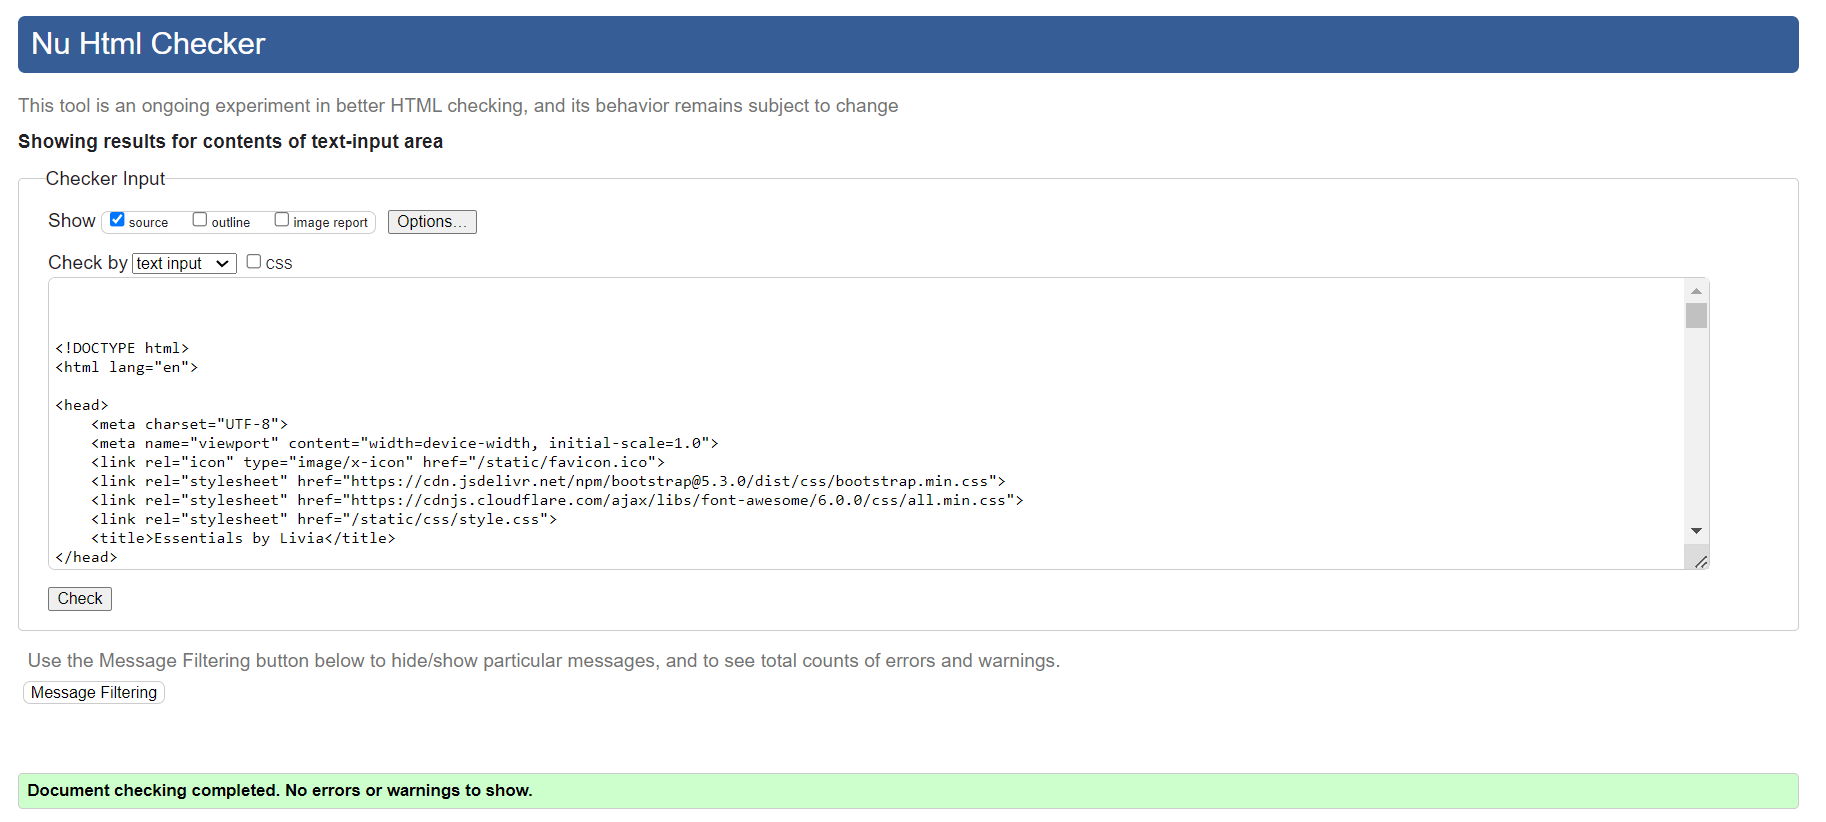 Nu Html Checker
This tool is an ongoing experiment in better HTML checking, and its behavior remains subject to change
Showing results for contents of text-input area
Checker Input
Show source outline image report Options...
Check by text input CSS
<!DOCTYPE html>
<html lang="en">
<head>
    <meta charset="UTF-8">
    <meta name="viewport" content="width=device-width, initial-scale=1.0">
    <link rel="icon" type="image/x-icon" href="/static/favicon.ico">
    <link rel="stylesheet" href="https://cdn.jsdelivr.net/npm/bootstrap@5.3.0/dist/css/bootstrap.min.css">
    <link rel="stylesheet" href="https://cdnjs.cloudflare.com/ajax/libs/font-awesome/6.0.0/css/all.min.css">
    <link rel="stylesheet" href="/static/css/style.css">
    <title>Essentials by Livia</title>
</head>
Check
Use the Message Filtering button below to hide/show particular messages, and to see total counts of errors and warnings.
Message Filtering
Document checking completed. No errors or warnings to show.